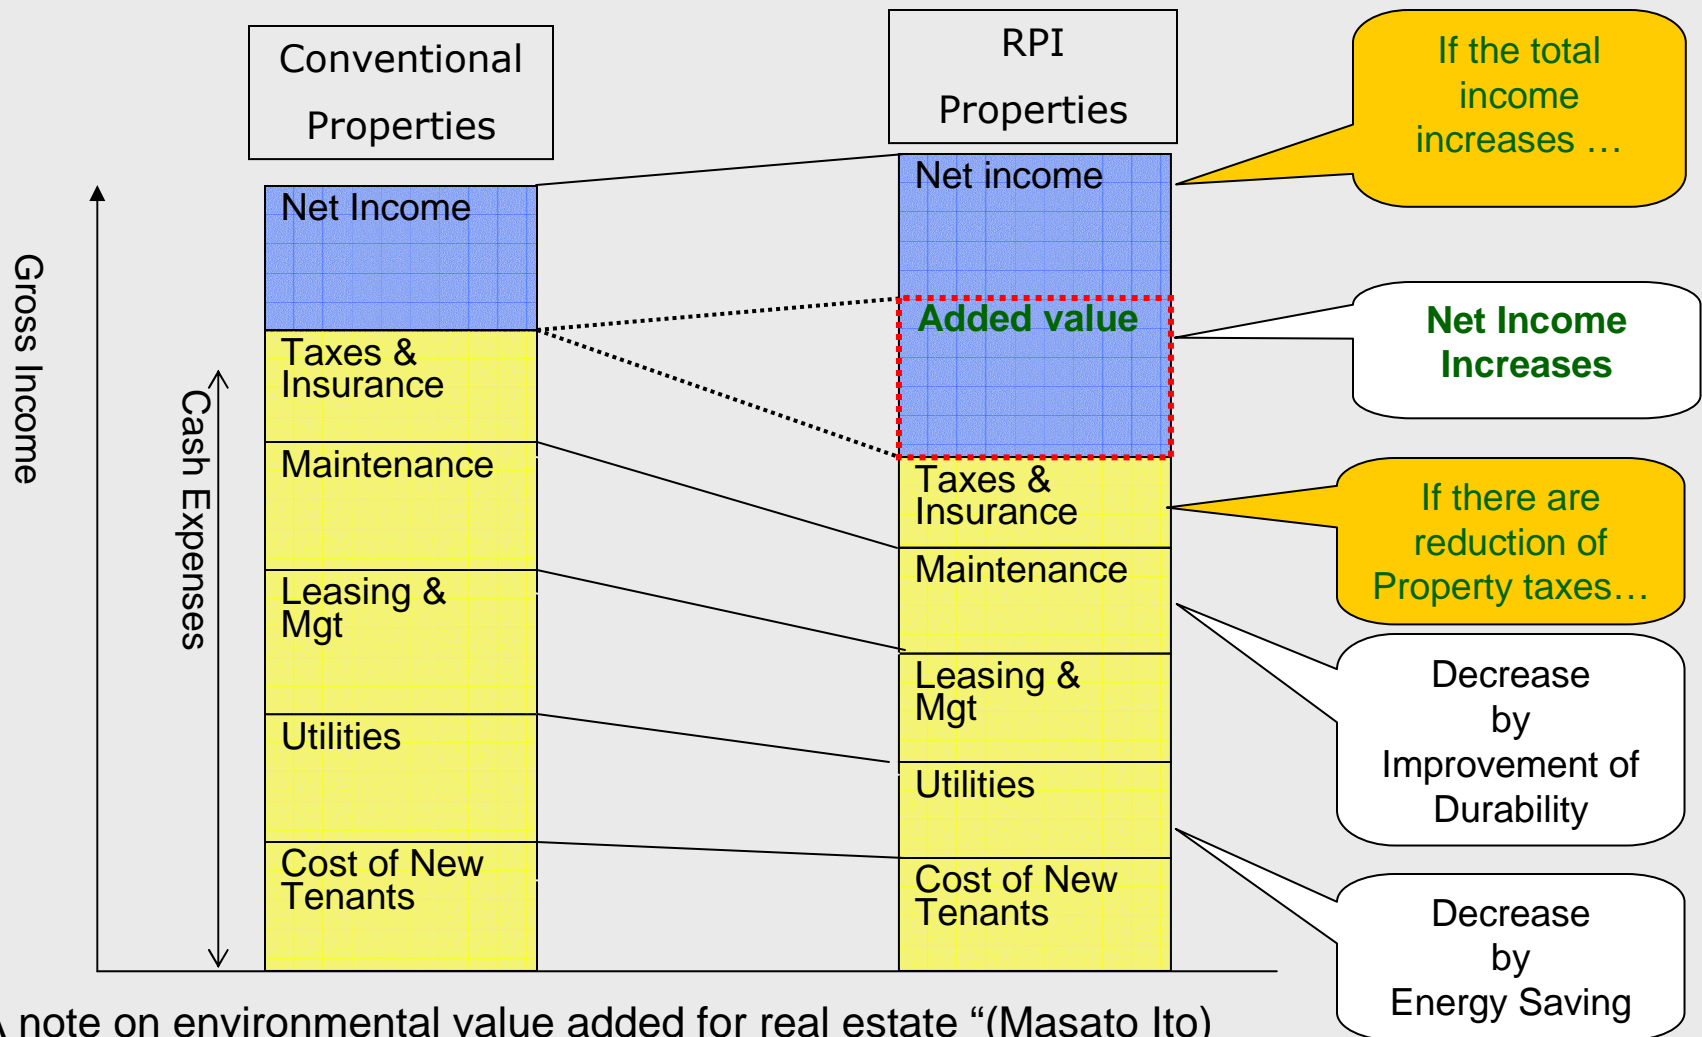 Conventional
Properties
RPI
Properties
If the total
income
increases …
Gross Income
Cash Expenses
Net Income
Taxes &
Insurance
Maintenance
Leasing &
Mgt
Utilities
Cost of New
Tenants
Net income
Added value
Taxes &
Insurance
Maintenance
Leasing &
Mgt
Utilities
Cost of New
Tenants
Net Income
Increases
If there are
reduction of
Property taxes…
Decrease
by
Improvement of
Durability
Decrease
by
Energy Saving
A note on environmental value added for real estate “(Masato Ito)